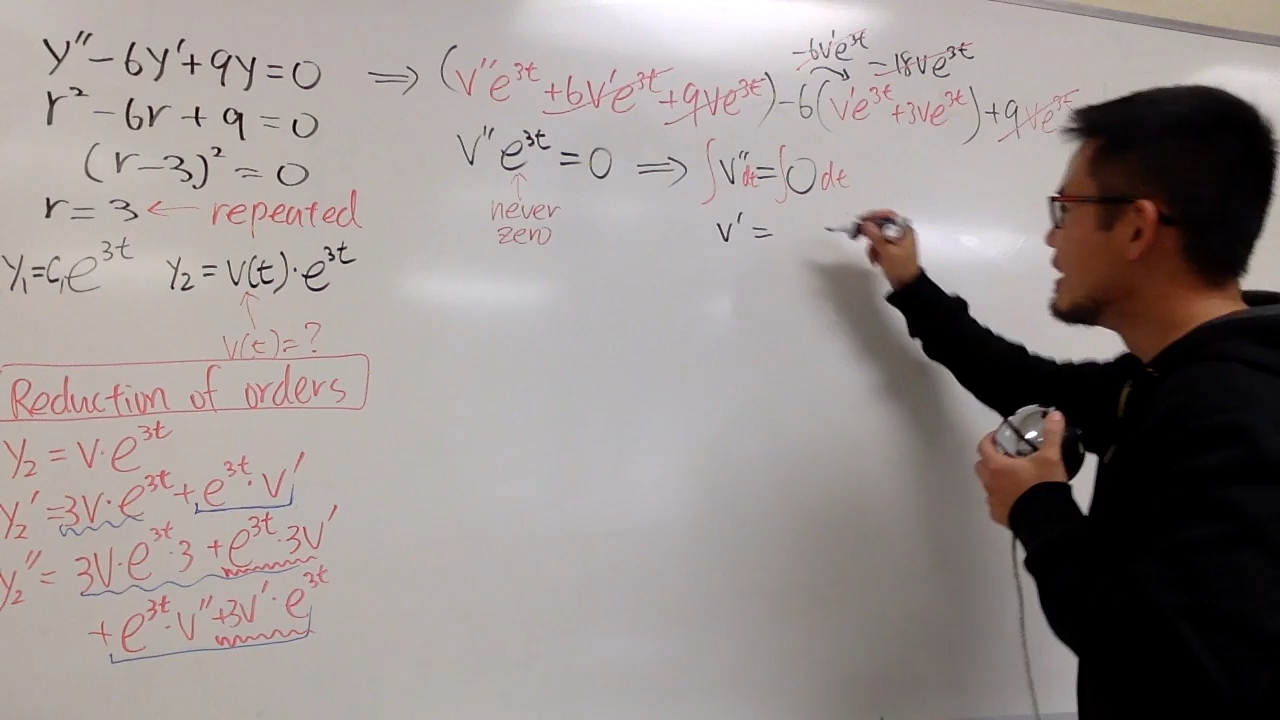 y'' - 6y' + 9y = 0
r² - 6r + 9 = 0
(r-3)² = 0
r = 3 ← repeated
y₁ = c₁e^{3t}   y₂ = v(t)·e^{3t}
↑
v(t) = ?
Reduction of orders
y₂ = v·e^{3t}
y₂' = 3v·e^{3t} + e^{3t}·v'
y₂'' = 3v·e^{3t}·3 + e^{3t}·3v'
+ e^{3t}·v'' + 3v'·e^{3t}
-6v'e^{3t} - 18ve^{3t}
⇒ (v''e^{3t} + 6v'e^{3t} + 9ve^{3t}) - 6(v'e^{3t} + 3ve^{3t}) + 9ve^{3t}
v''e^{3t} = 0 ⇒ ∫v''dt = ∫0dt
↑
never
zero
v' =